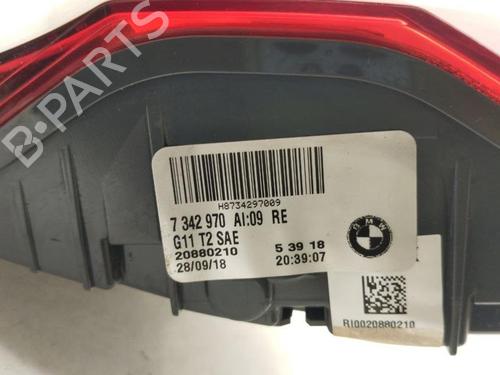 B-PARTS
H8734297009
7 342 970 AI:09 RE
G11 T2 SAE
20880210 5 39 18
28/09/18 20:39:07
BMW
RI0020880210